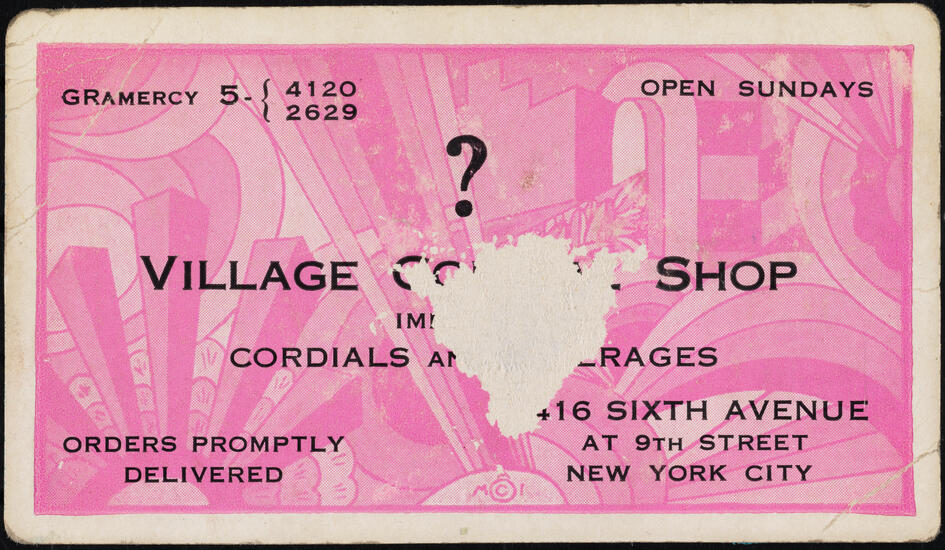 GRAMERCY 5-{ 4120
2629
OPEN SUNDAYS
?
VILLAGE SHOP
CORDIALS
416 SIXTH AVENUE
AT 9TH STREET
NEW YORK CITY
ORDERS PROMPTLY
DELIVERED